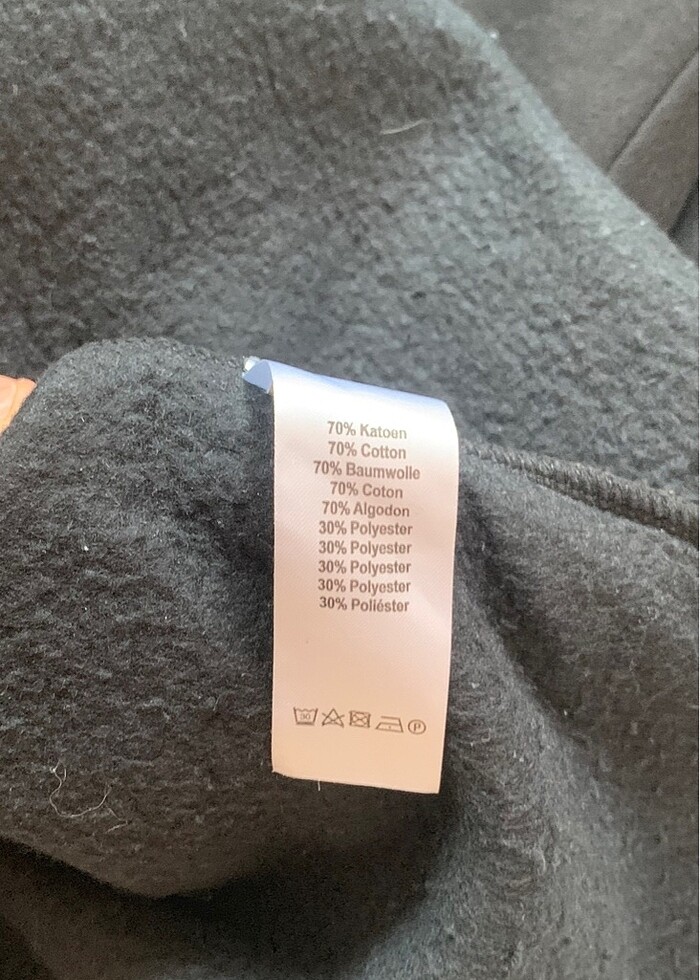 70% Katoen
70% Cotton
70% Baumwolle
70% Coton
70% Algodon
30% Polyester
30% Polyester
30% Polyester
30% Polyester
30% Poliéster
30 P